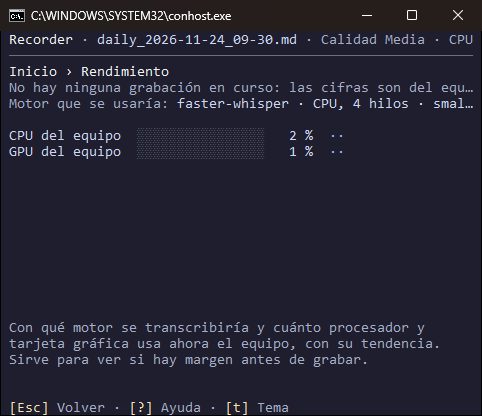 C:\WINDOWS\SYSTEM32\conhost.exe
Recorder · daily_2026-11-24_09-30.md · Calidad Media · CPU
Inicio › Rendimiento
No hay ninguna grabación en curso: las cifras son del equ…
Motor que se usaría: faster-whisper · CPU, 4 hilos · smal…
CPU del equipo 2 % ··
GPU del equipo 1 % ··
Con qué motor se transcribiría y cuánto procesador y
tarjeta gráfica usa ahora el equipo, con su tendencia.
Sirve para ver si hay margen antes de grabar.
[Esc] Volver · [?] Ayuda · [t] Tema